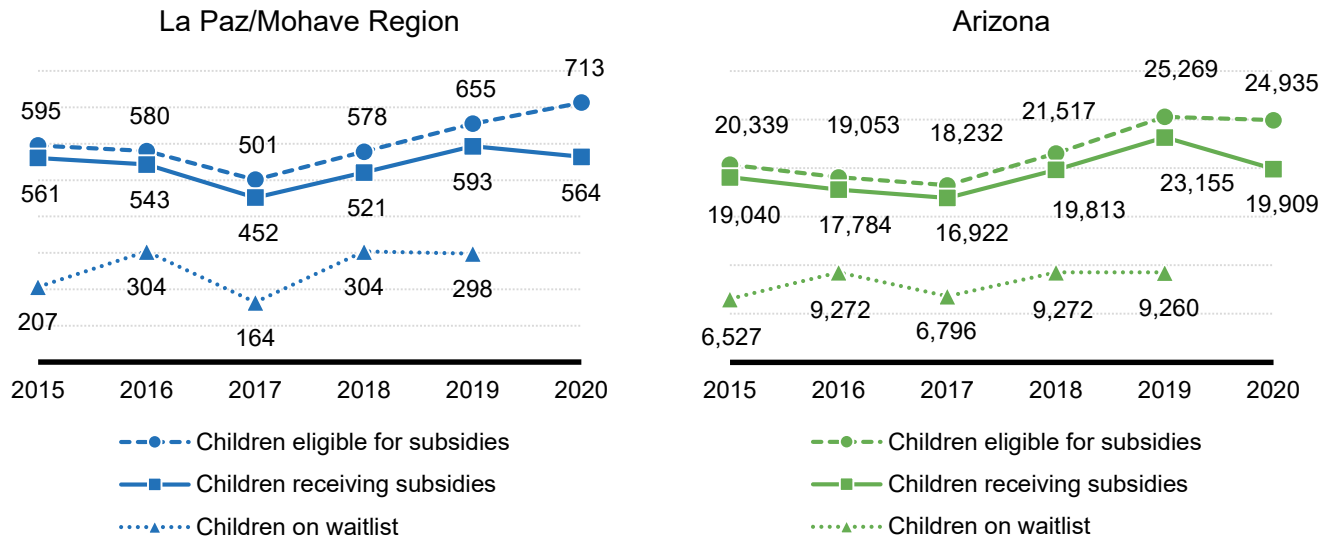 La Paz/Mohave Region
595 580 501 578 655 713
561 543 452 521 593 564
207 304 164 304 298
2015 2016 2017 2018 2019 2020
Children eligible for subsidies
Children receiving subsidies
Children on waitlist
Arizona
20,339 19,053 18,232 21,517 25,269 24,935
19,040 17,784 16,922 19,813 23,155 19,909
6,527 9,272 6,796 9,272 9,260
2015 2016 2017 2018 2019 2020
Children eligible for subsidies
Children receiving subsidies
Children on waitlist